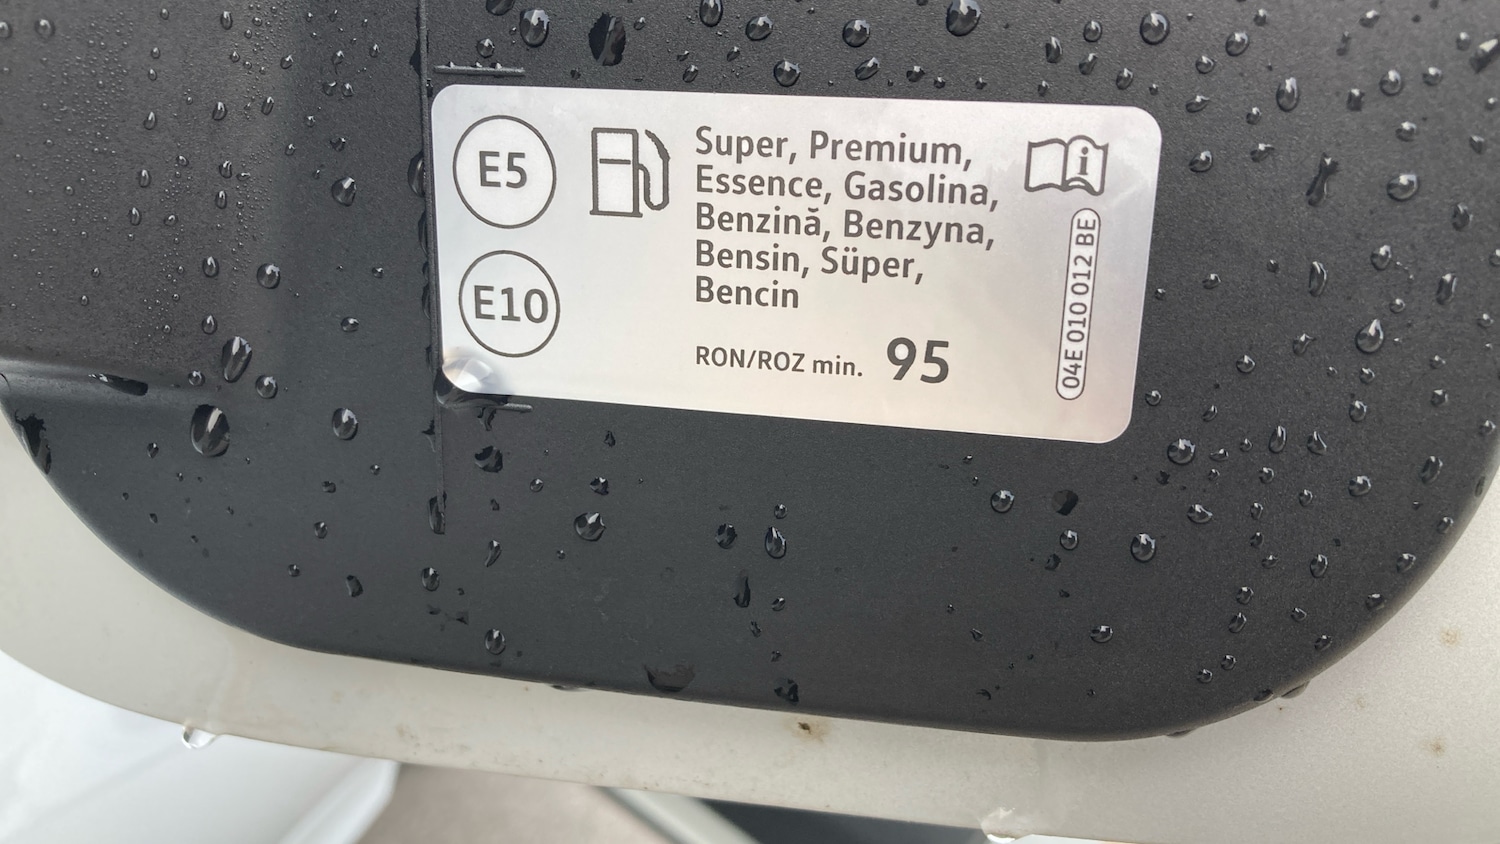 E5
E10
Super, Premium,
Essence, Gasolina,
Benzină, Benzyna,
Bensin, Süper,
Bencin
RON/ROZ min. 95
i
04E 010 012 BE